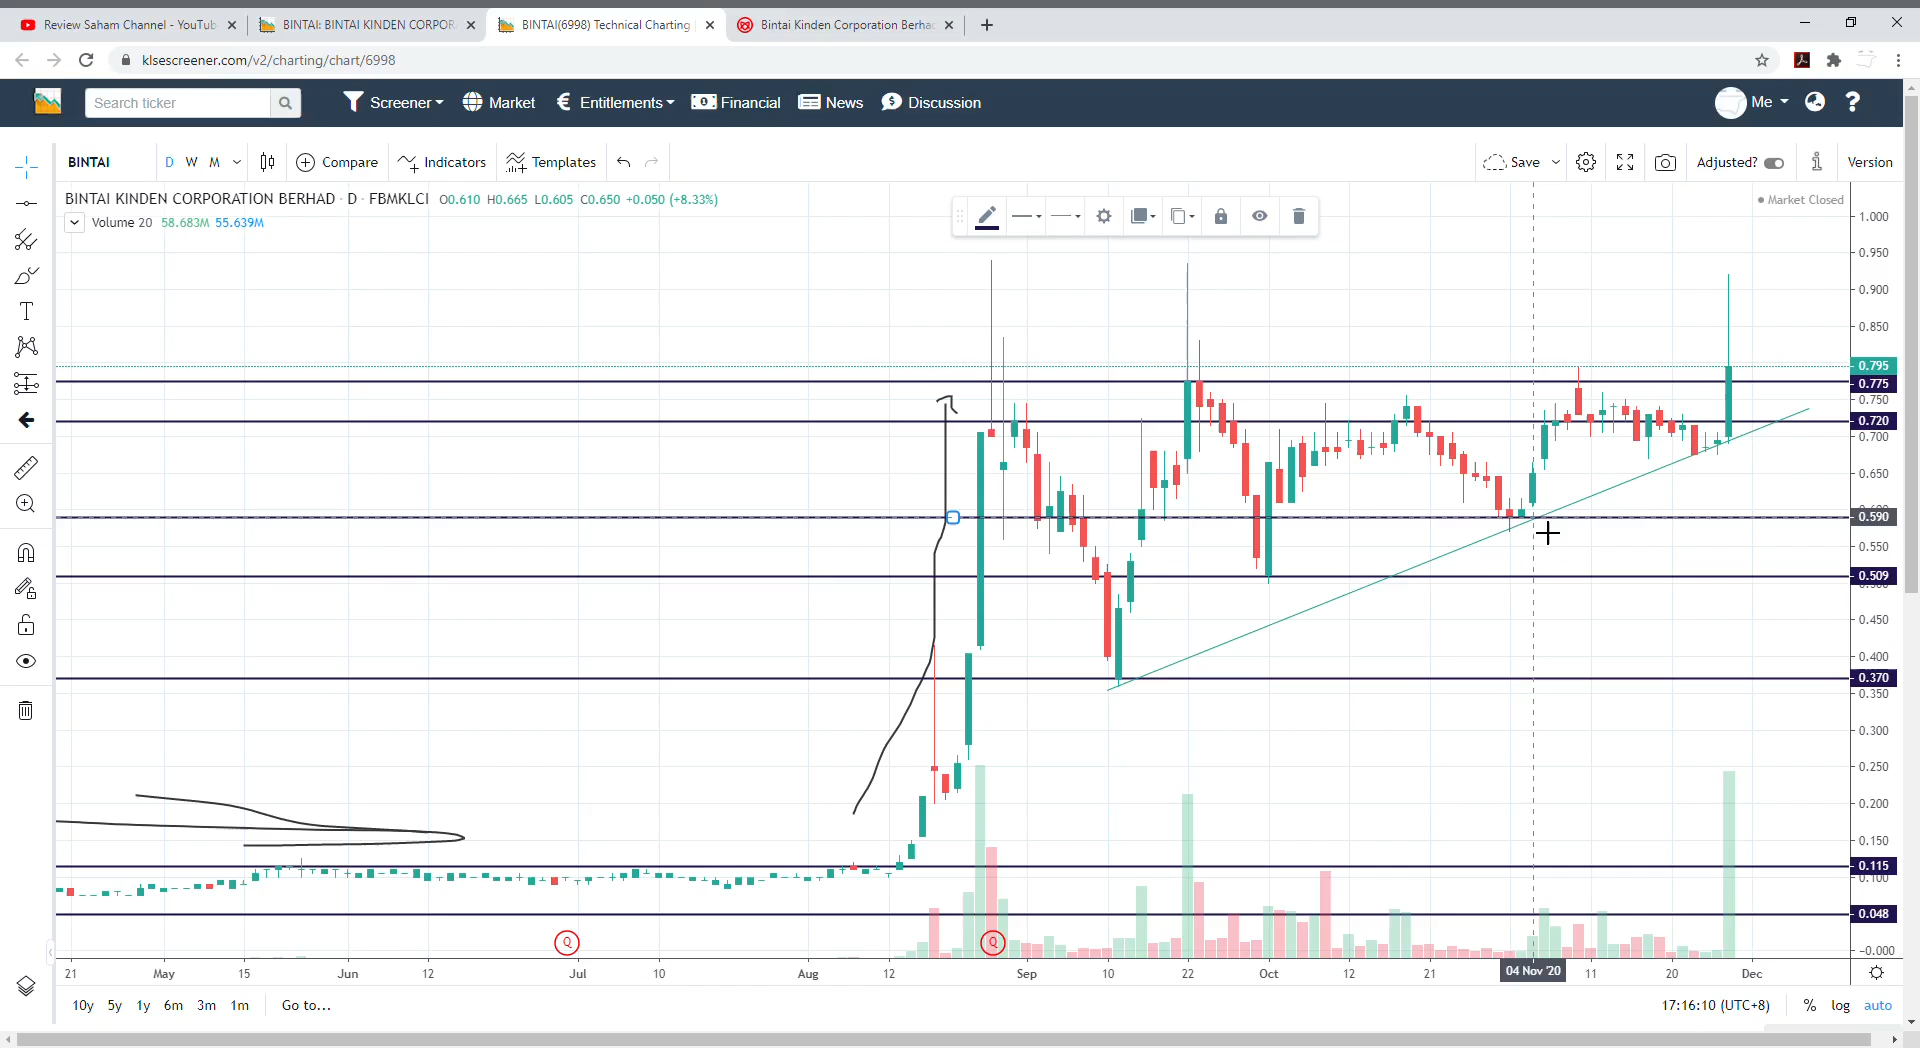 Review Saham Channel - YouTub
BINTAI: BINTAI KINDEN CORPOR
BINTAI(6998) Technical Charting
Bintai Kinden Corporation Berha
klsescreener.com/v2/charting/chart/6998
Search ticker
Screener
Market
Entitlements
Financial
News
Discussion
Me
BINTAI
D W M
Compare
Indicators
Templates
Save
Adjusted?
Version
BINTAI KINDEN CORPORATION BERHAD · D · FBMKLCI O0.610 H0.665 L0.605 C0.650 +0.050 (+8.33%)
Market Closed
Volume 20 58.683M 55.639M
1.000
0.950
0.900
0.850
0.795
0.775
0.750
0.720
0.700
0.650
0.590
0.550
0.509
0.450
0.400
0.370
0.350
0.300
0.250
0.200
0.150
0.115
0.100
0.048
-0.000
Q Q
21 May 15 Jun 12 Jul 10 Aug 12 Sep 10 22 Oct 12 21 04 Nov '20 11 20 Dec
10y 5y 1y 6m 3m 1m Go to...
17:16:10 (UTC+8) % log auto